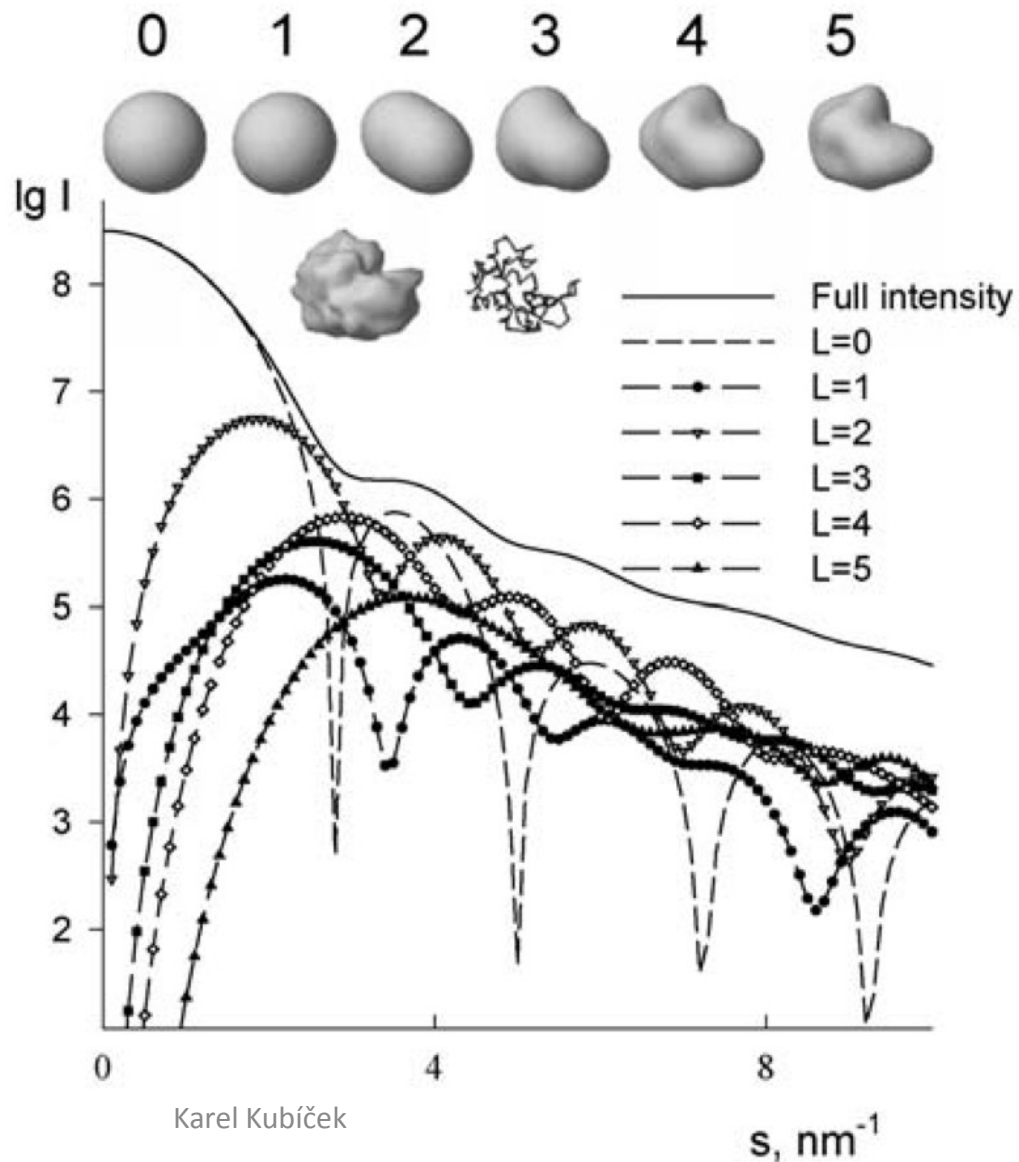 0 1 2 3 4 5
lg I
8
7
6
5
4
3
2
Full intensity
L=0
L=1
L=2
L=3
L=4
L=5
0 4 8
Karel Kubíček
s, nm⁻¹